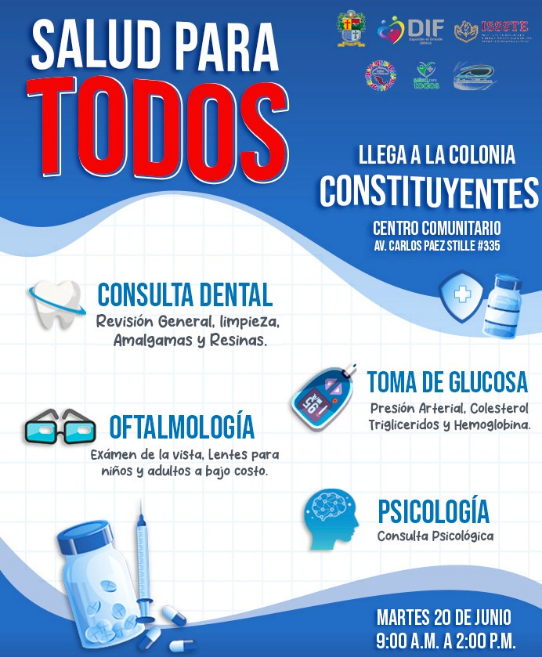 SALUD PARA
TODOS
DIF
ISSSTE
LLEGA A LA COLONIA
CONSTITUYENTES
CENTRO COMUNITARIO
AV. CARLOS PAEZ STILLE #335
CONSULTA DENTAL
Revisión General, limpieza,
Amalgamas y Resinas.
TOMA DE GLUCOSA
Presión Arterial, Colesterol
Trigliceridos y Hemoglobina.
OFTALMOLOGÍA
Exámen de la vista, Lentes para
niños y adultos a bajo costo.
PSICOLOGÍA
Consulta Psicológica
MARTES 20 DE JUNIO
9:00 A.M. A 2:00 P.M.